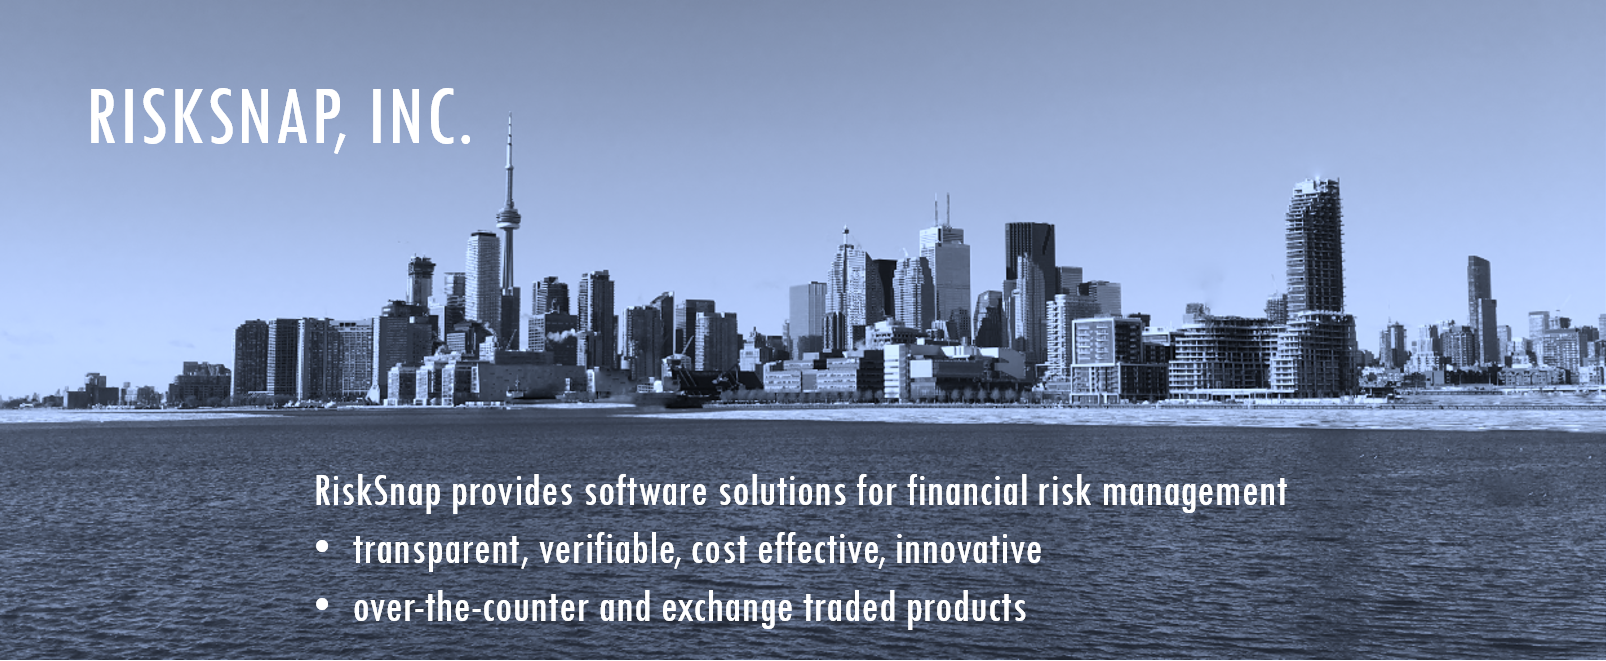 RISKSNAP, INC.
RiskSnap provides software solutions for financial risk management
• transparent, verifiable, cost effective, innovative
• over-the-counter and exchange traded products